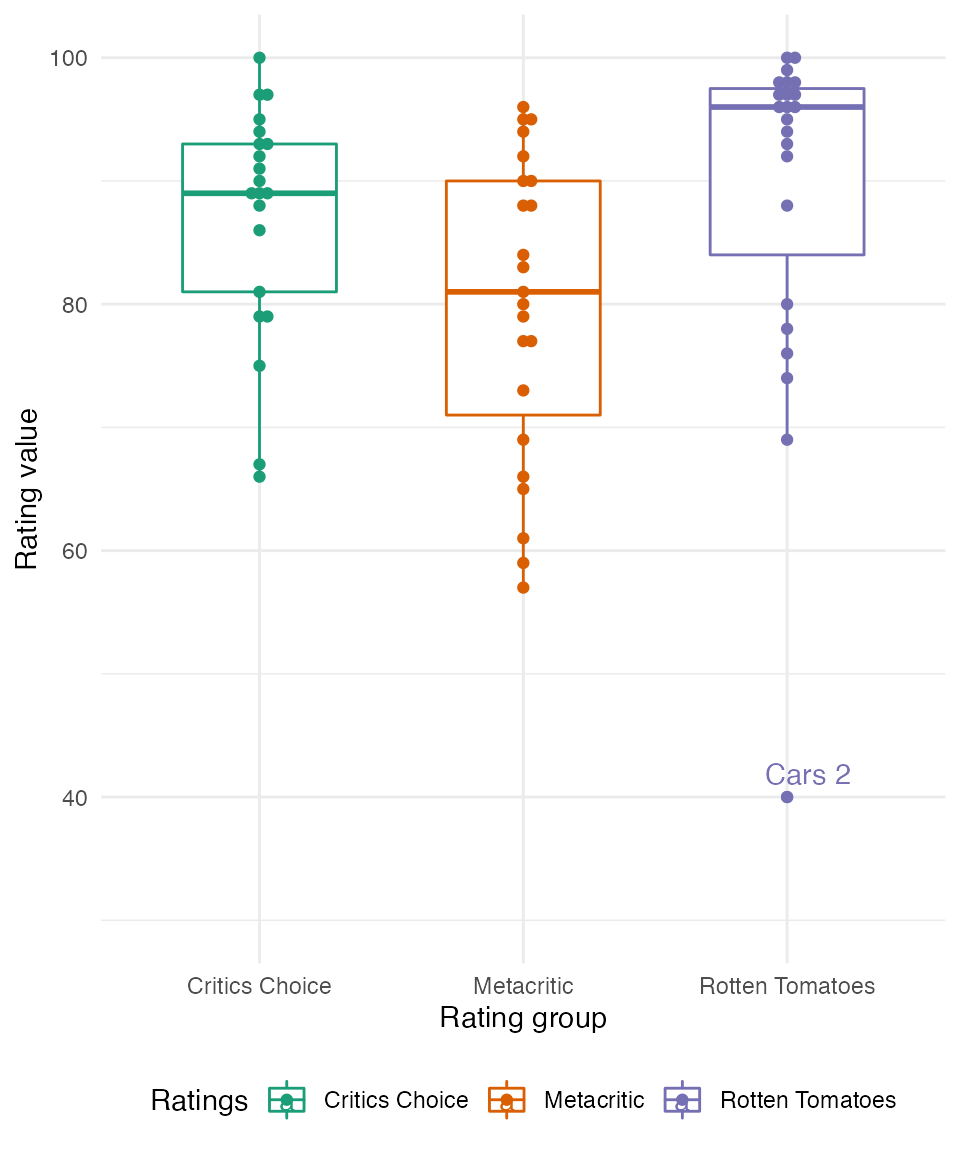 100
80
60
40
Rating value
Cars 2
Critics Choice Metacritic Rotten Tomatoes
Rating group
Ratings a Critics Choice a Metacritic a Rotten Tomatoes